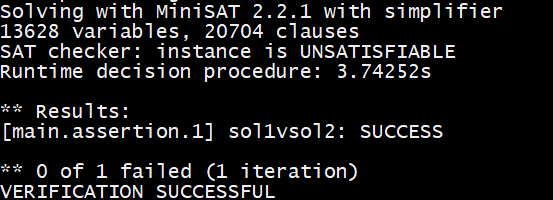 Solving with MiniSAT 2.2.1 with simplifier
13628 variables, 20704 clauses
SAT checker: instance is UNSATISFIABLE
Runtime decision procedure: 3.74252s

** Results:
[main.assertion.1] sol1vsol2: SUCCESS

** 0 of 1 failed (1 iteration)
VERIFICATION SUCCESSFUL